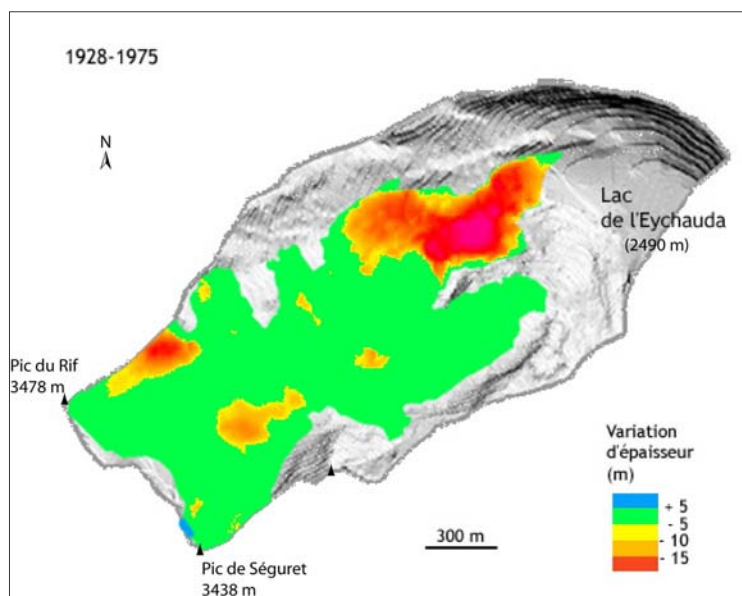 1928-1975
N
Lac
de l'Eychauda
(2490 m)
Pic du Rif
3478 m
Variation
d'épaisseur
(m)
+ 5
- 5
- 10
- 15
300 m
Pic de Séguret
3438 m